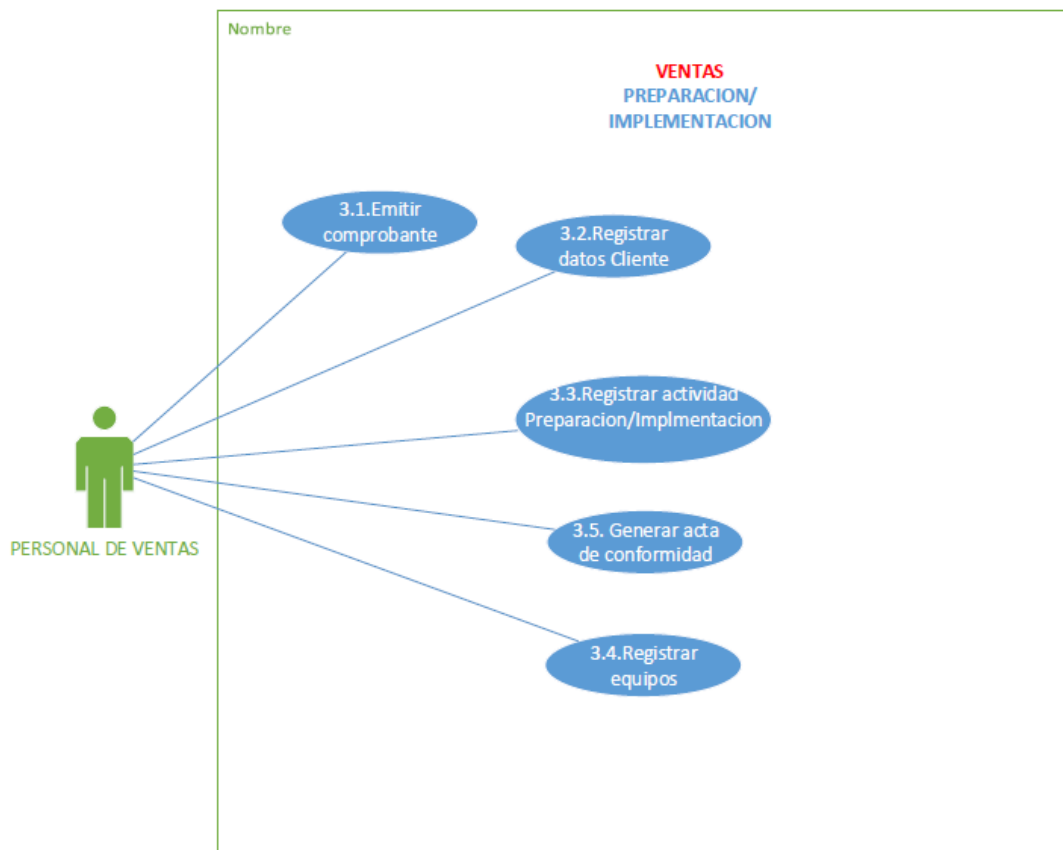 Nombre
VENTAS
PREPARACION/
IMPLEMENTACION
3.1.Emitir
comprobante
3.2.Registrar
datos Cliente
3.3.Registrar actividad
Preparacion/Implmentacion
3.5. Generar acta
de conformidad
3.4.Registrar
equipos
PERSONAL DE VENTAS